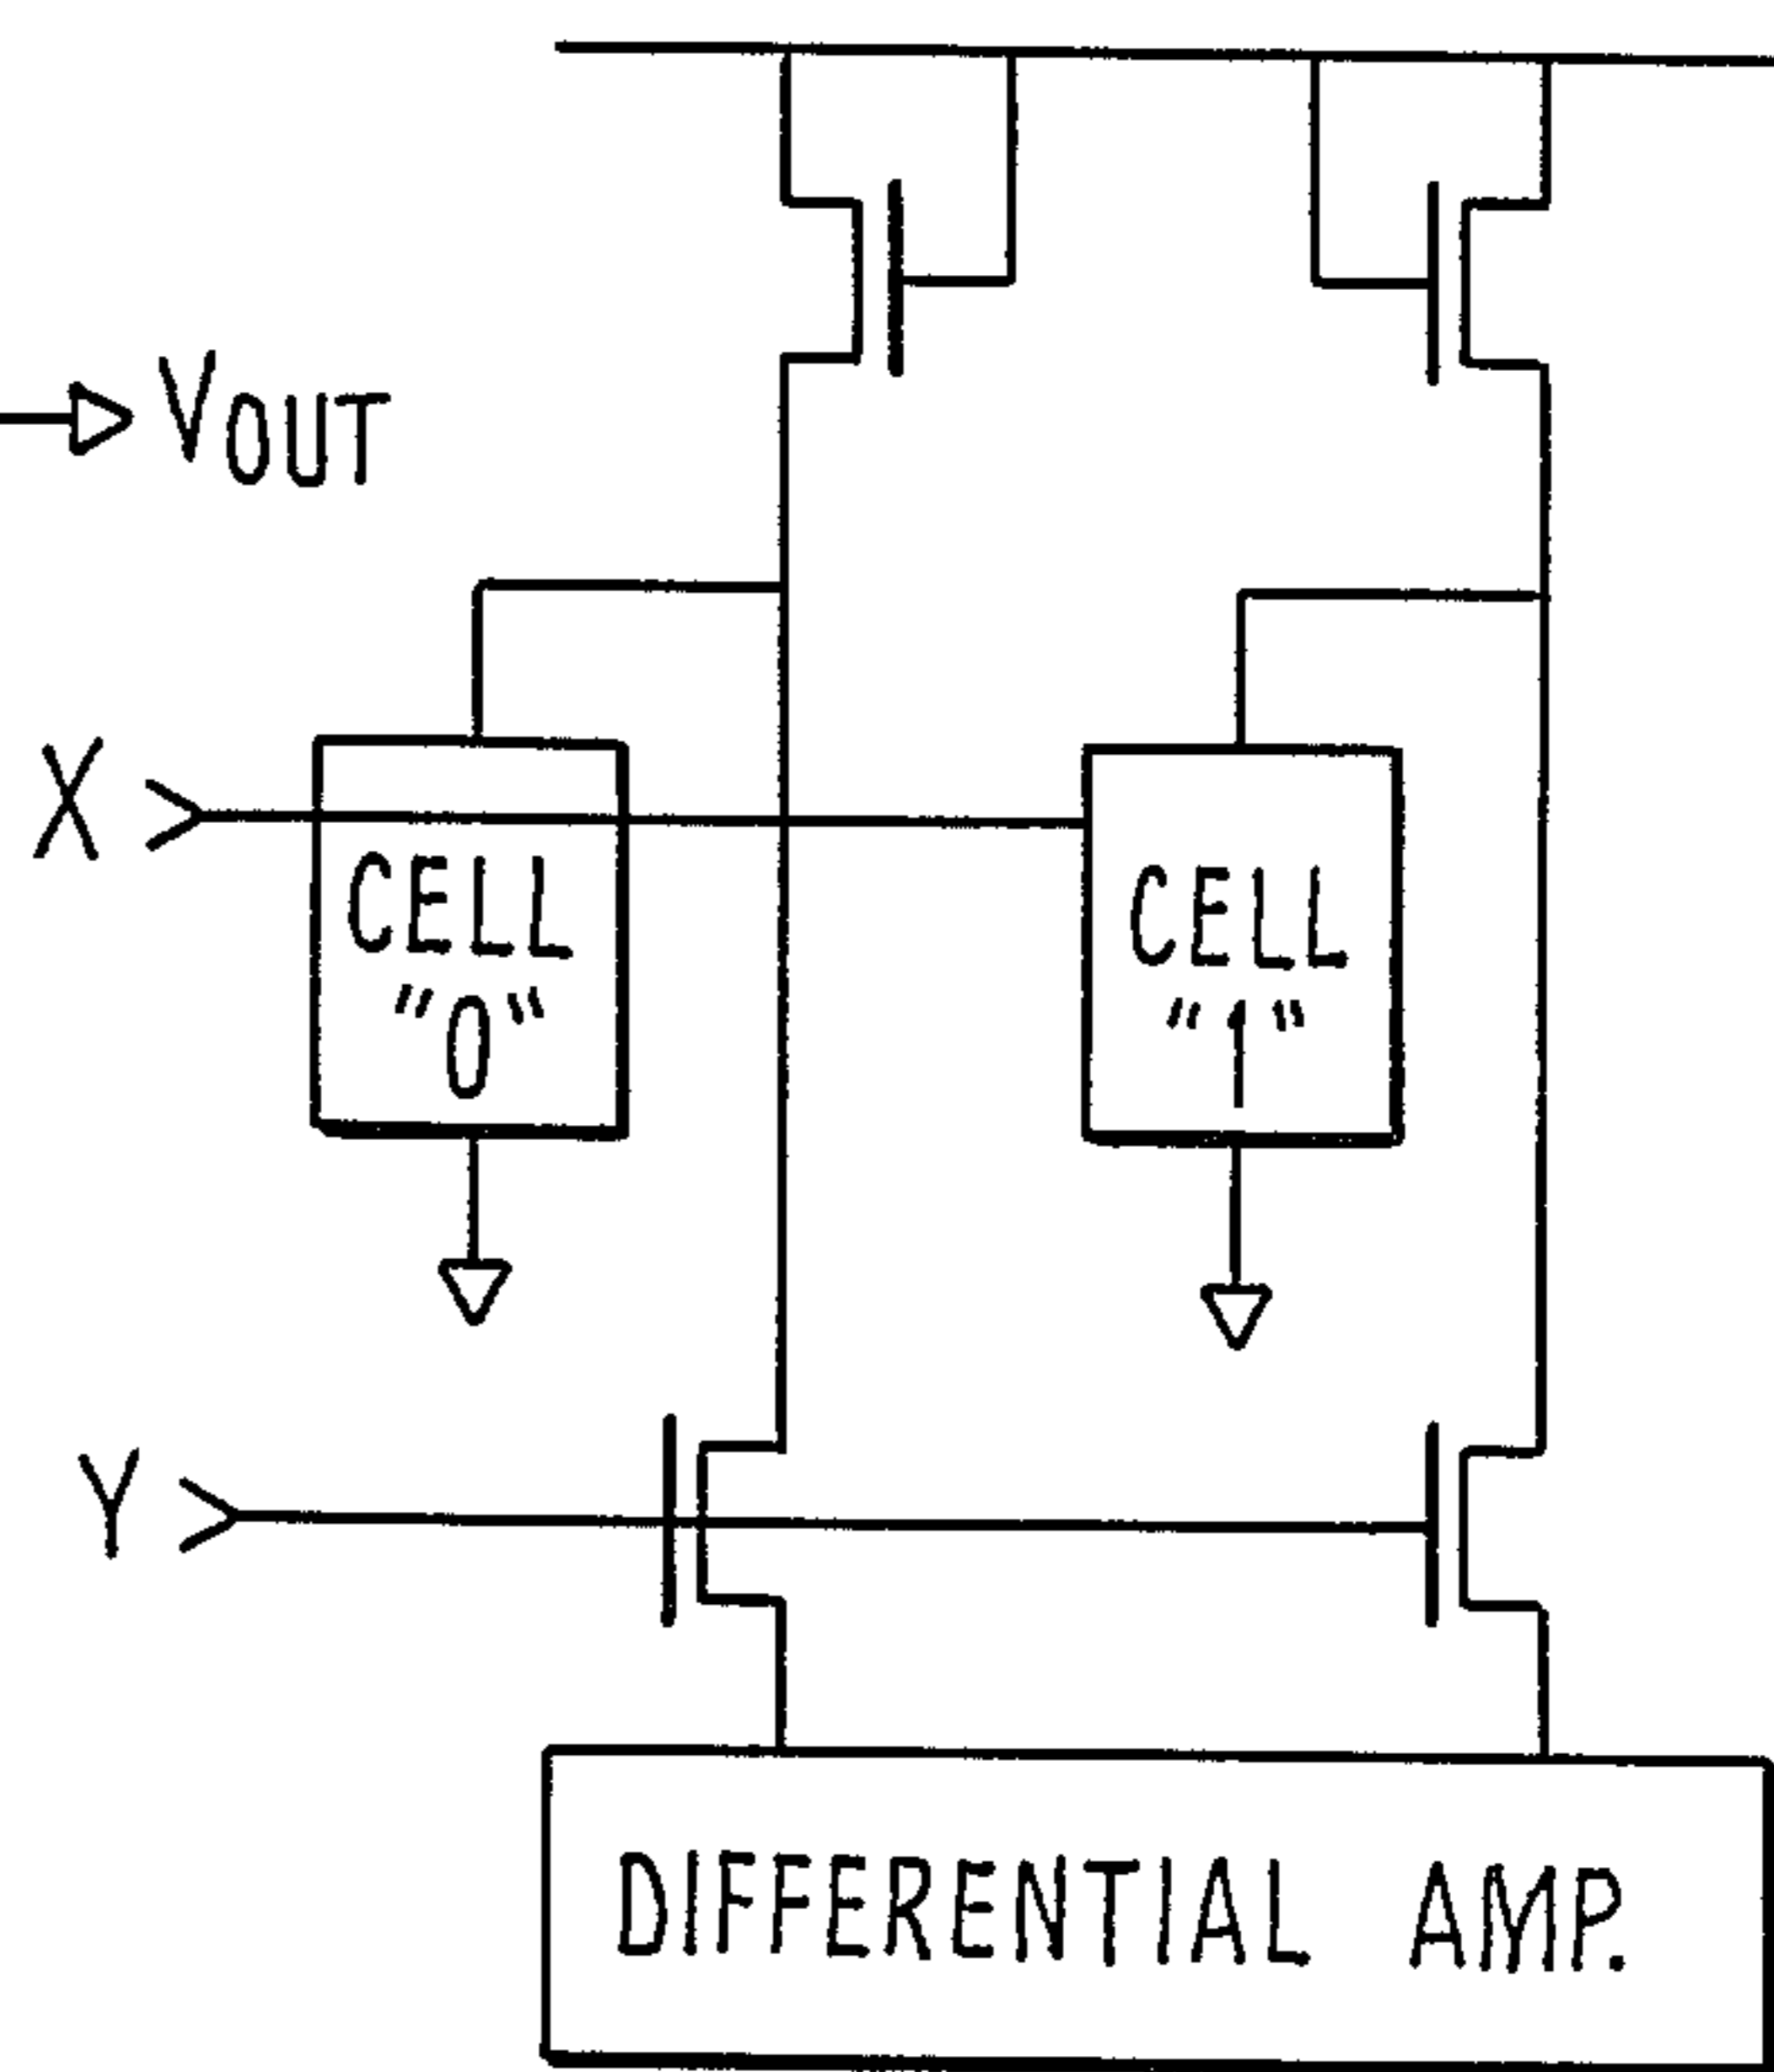 VOUT
X
CELL
"0"
CELL
"1"
Y
DIFFERENTIAL AMP.